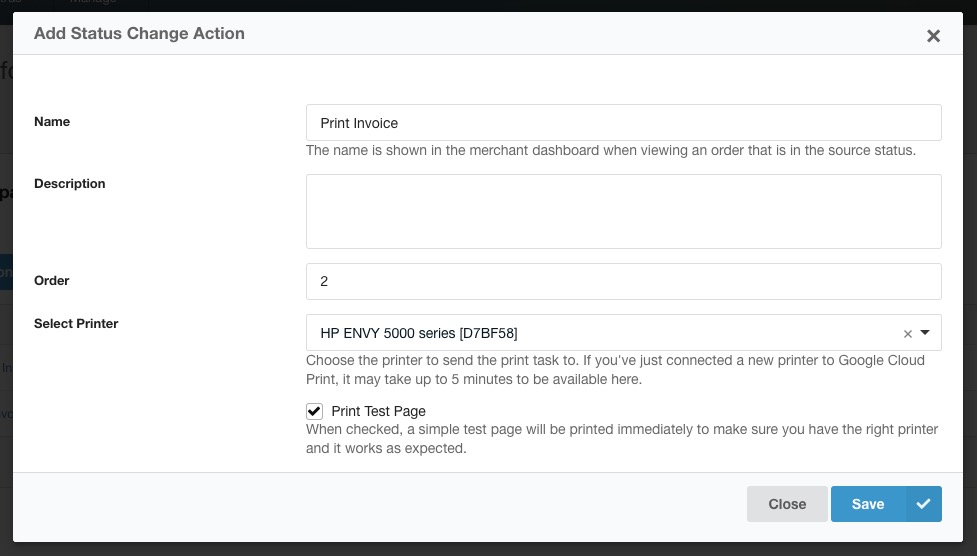 Manage
Add Status Change Action
Name
Print Invoice
The name is shown in the merchant dashboard when viewing an order that is in the source status.
Description
Order
2
Select Printer
HP ENVY 5000 series [D7BF58]
Choose the printer to send the print task to. If you've just connected a new printer to Google Cloud
Print, it may take up to 5 minutes to be available here.
Print Test Page
When checked, a simple test page will be printed immediately to make sure you have the right printer
and it works as expected.
Close
Save